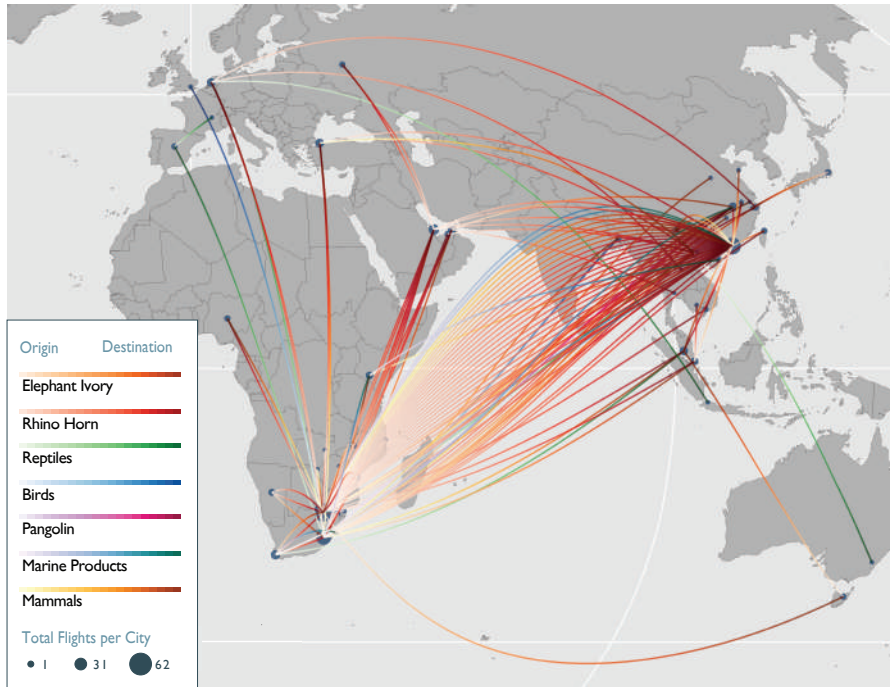 Origin Destination
Elephant Ivory
Rhino Horn
Reptiles
Birds
Pangolin
Marine Products
Mammals
Total Flights per City
1 31 62